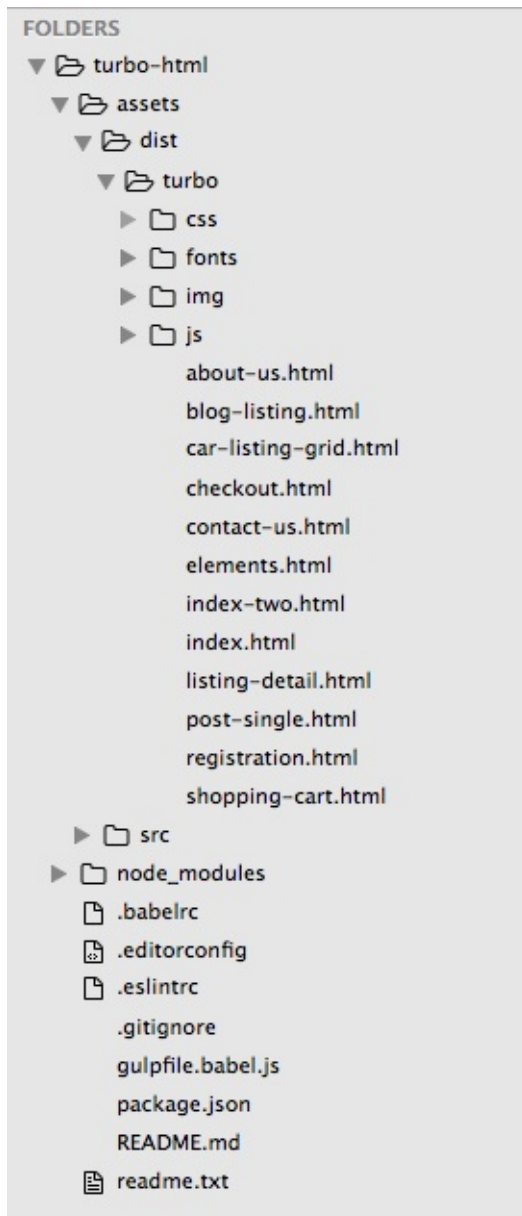 FOLDERS
turbo-html
assets
dist
turbo
css
fonts
img
js
about-us.html
blog-listing.html
car-listing-grid.html
checkout.html
contact-us.html
elements.html
index-two.html
index.html
listing-detail.html
post-single.html
registration.html
shopping-cart.html
src
node_modules
.babelrc
.editorconfig
.eslintrc
.gitignore
gulpfile.babel.js
package.json
README.md
readme.txt